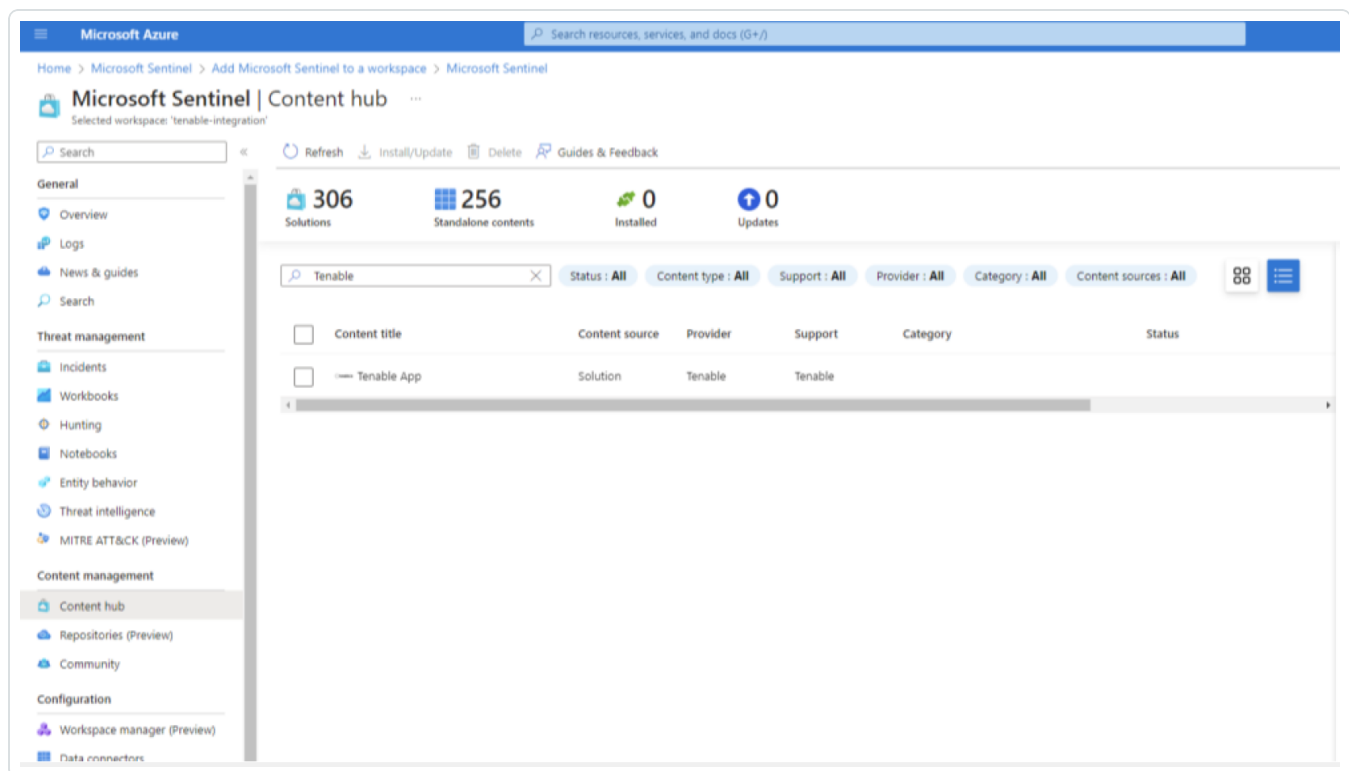 Microsoft Azure
Search resources, services, and docs (G+/)
Home > Microsoft Sentinel > Add Microsoft Sentinel to a workspace > Microsoft Sentinel
Microsoft Sentinel | Content hub ...
Selected workspace: 'tenable-integration'
Search «
Refresh Install/Update Delete Guides & Feedback
General
Overview
Logs
News & guides
Search
Threat management
Incidents
Workbooks
Hunting
Notebooks
Entity behavior
Threat intelligence
MITRE ATT&CK (Preview)
Content management
Content hub
Repositories (Preview)
Community
Configuration
Workspace manager (Preview)
Data connectors
306 256 0 0
Solutions Standalone contents Installed Updates
Tenable Status : All Content type : All Support : All Provider : All Category : All Content sources : All
Content title Content source Provider Support Category Status
Tenable App Solution Tenable Tenable